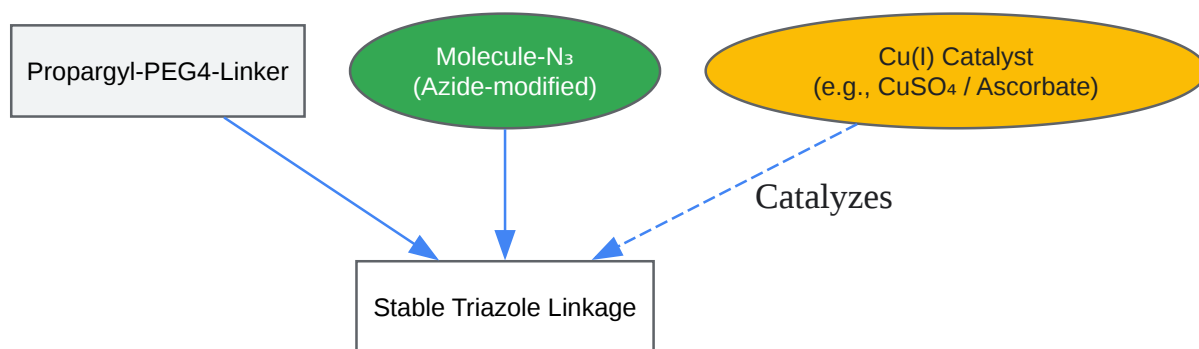 Propargyl-PEG4-Linker
Molecule-N₃
(Azide-modified)
Cu(I) Catalyst
(e.g., CuSO₄ / Ascorbate)
Catalyzes
Stable Triazole Linkage